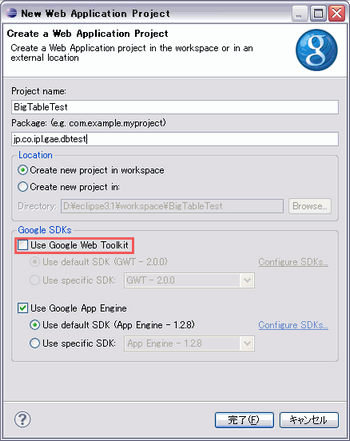 New Web Application Project
Create a Web Application Project
Create a Web Application project in the workspace or in an
external location
Project name:
BigTableTest
Package: (e.g. com.example.myproject)
jp.co.ipl.gae.dbtest
Location
Create new project in workspace
Create new project in:
Directory: D:¥eclipse3.1¥workspace¥BigTableTest Browse...
Google SDKs
Use Google Web Toolkit
Use default SDK (GWT - 2.0.0) Configure SDKs...
Use specific SDK: GWT - 2.0.0
Use Google App Engine
Use default SDK (App Engine - 1.2.8) Configure SDKs...
Use specific SDK: App Engine - 1.2.8
完了(F) キャンセル